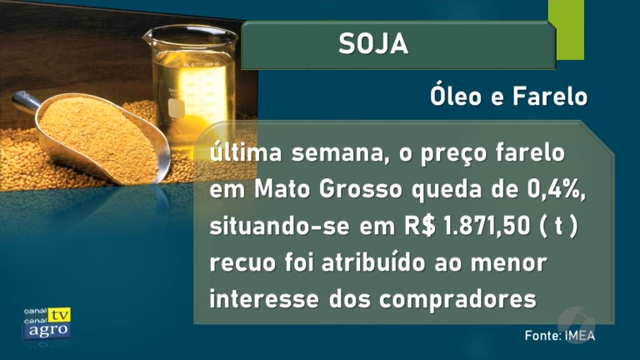 SOJA
Óleo e Farelo
última semana, o preço farelo
em Mato Grosso queda de 0,4%,
situando-se em R$ 1.871,50 ( t )
recuo foi atribuído ao menor
interesse dos compradores
canal tv
canal
agro
Fonte: IMEA